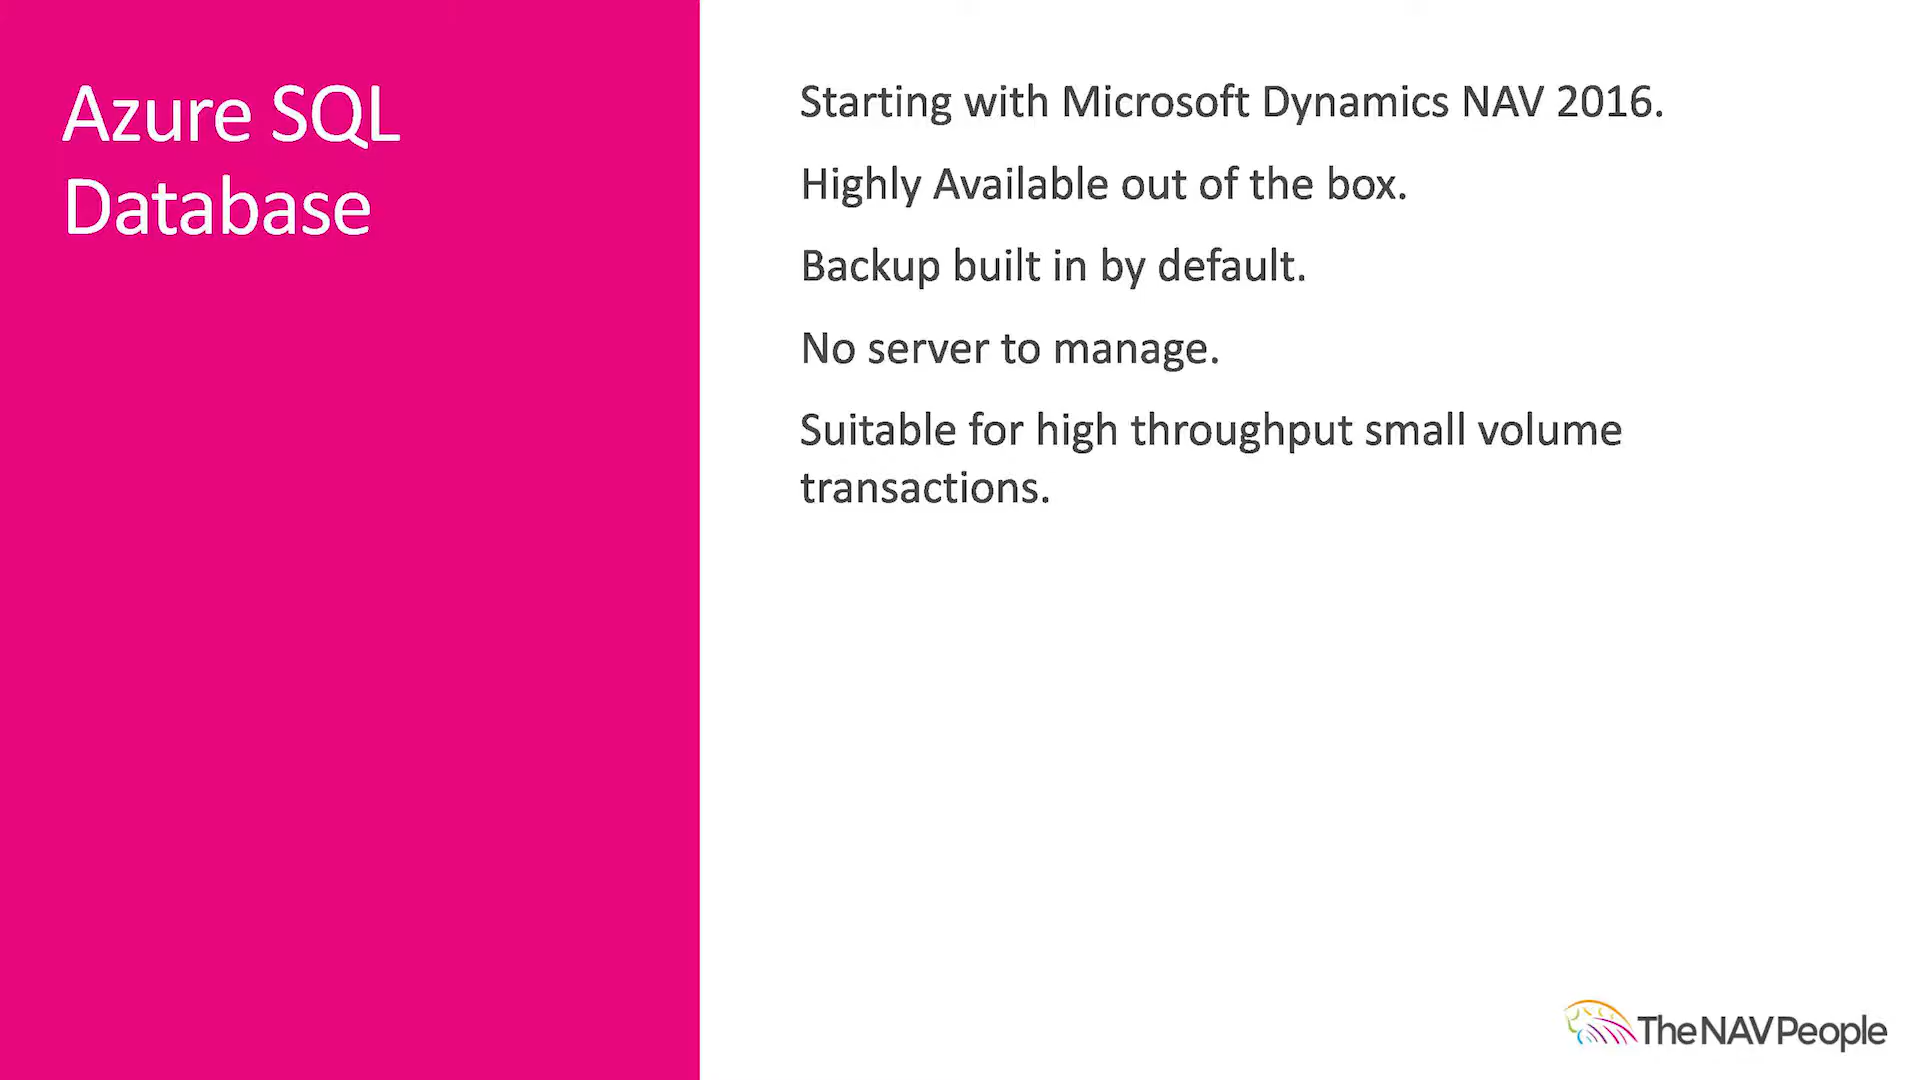 Azure SQL
Database
Starting with Microsoft Dynamics NAV 2016.
Highly Available out of the box.
Backup built in by default.
No server to manage.
Suitable for high throughput small volume
transactions.
TheNAVPeople